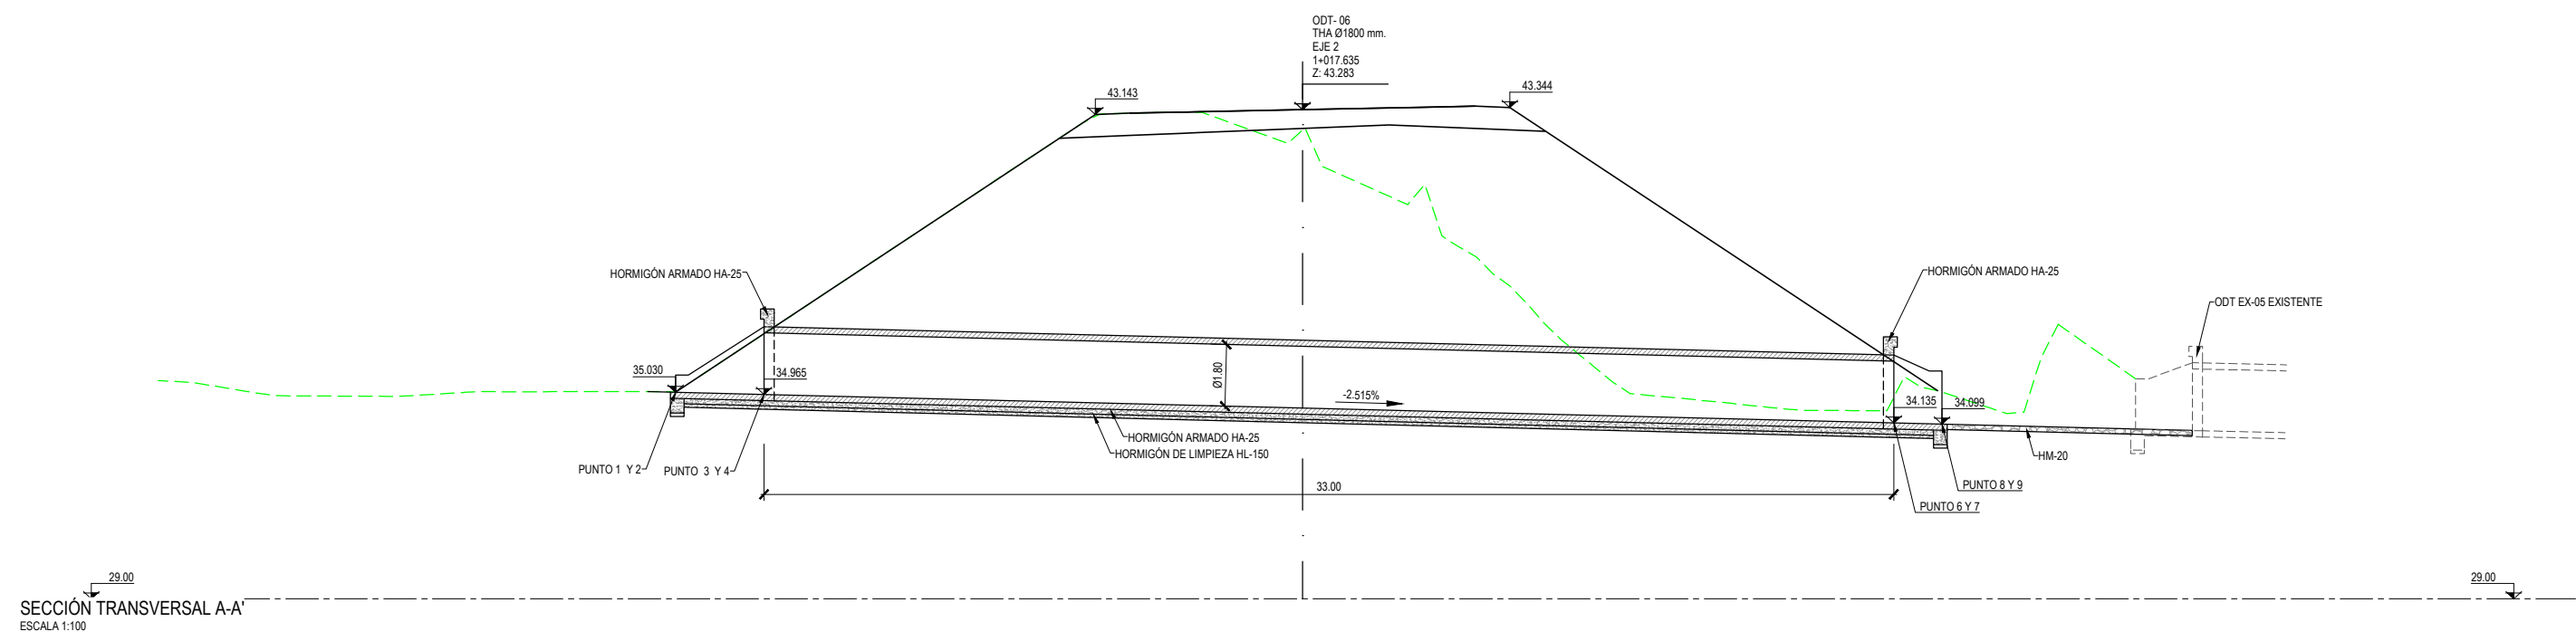 ODT- 06
THA Ø1800 mm.
EJE 2
1+017.635
Z: 43.283
43.143
43.344
HORMIGÓN ARMADO HA-25
HORMIGÓN ARMADO HA-25
ODT EX-05 EXISTENTE
35.030
34.965
Ø1.80
-2.515%
34.135
34.099
HORMIGÓN ARMADO HA-25
HORMIGÓN DE LIMPIEZA HL-150
HM-20
PUNTO 1 Y 2
PUNTO 3 Y 4
33.00
PUNTO 8 Y 9
PUNTO 6 Y 7
29.00
29.00
SECCIÓN TRANSVERSAL A-A'
ESCALA 1:100